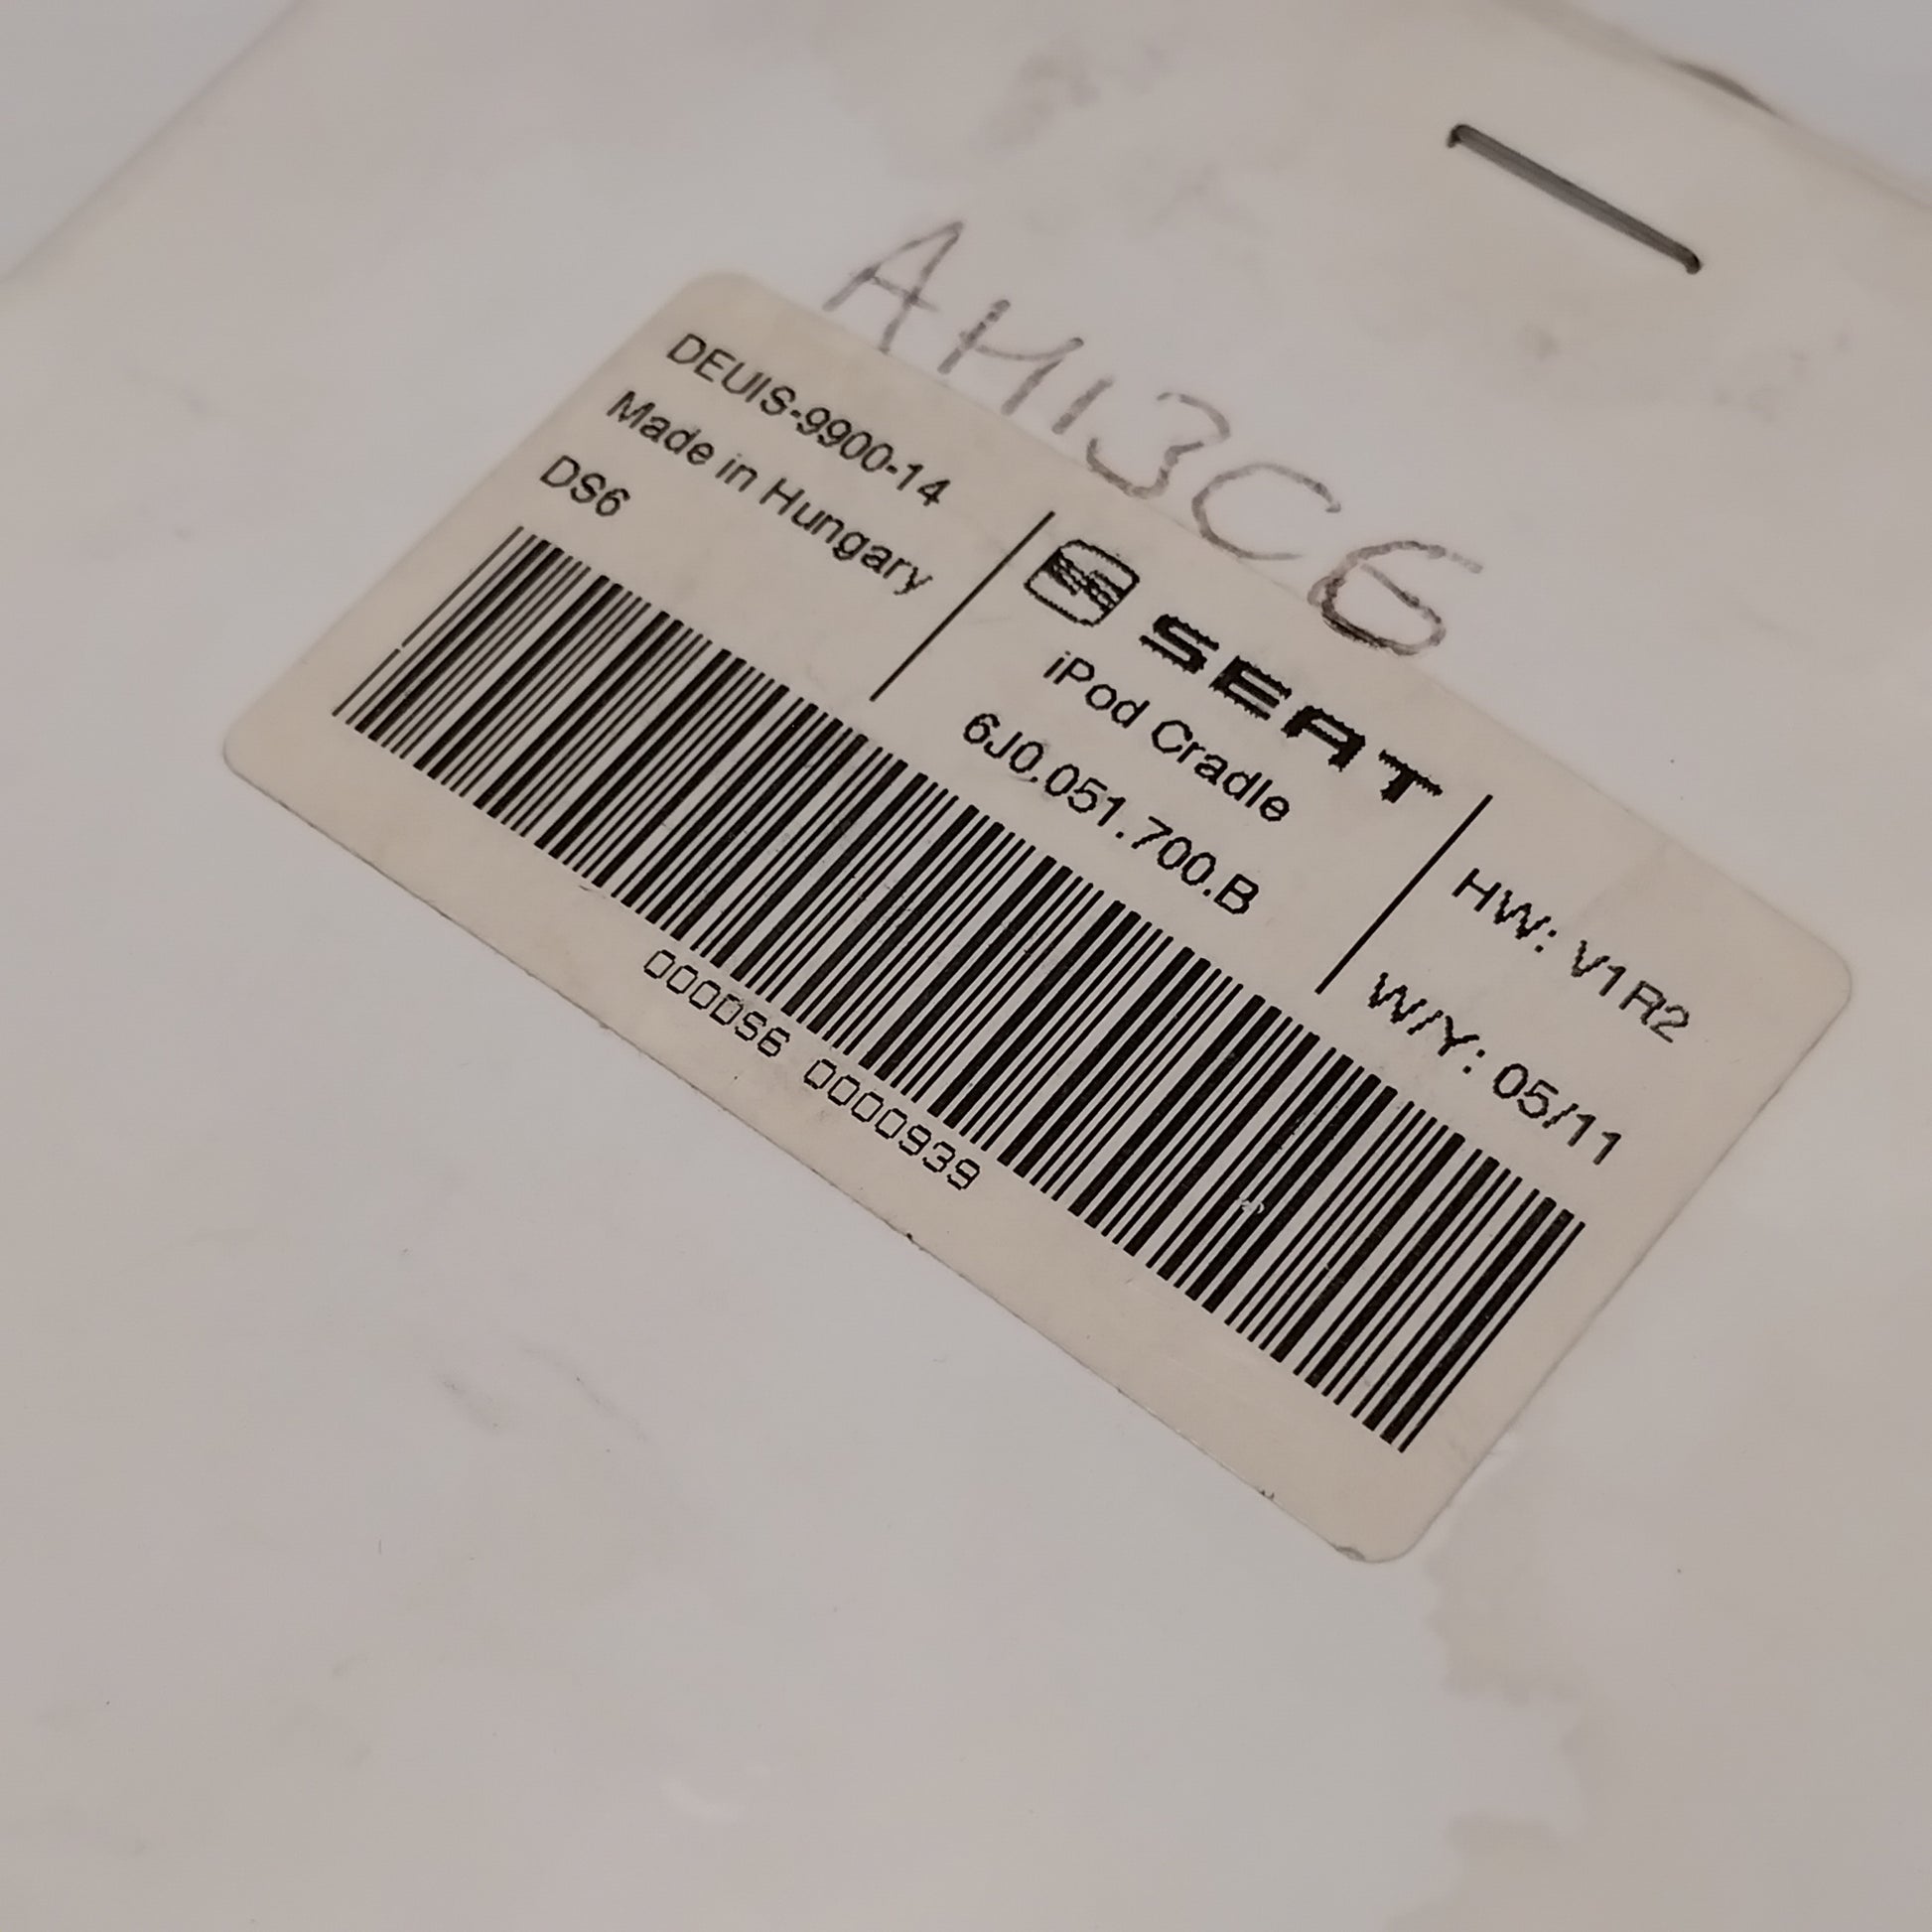 AH13C6
DEUIS-9900-14
Made in Hungary
DS6
SEAT
iPod Cradle
6J0.051.700.B
HW: V1R2
W/Y: 05/11
000DS6 0000939